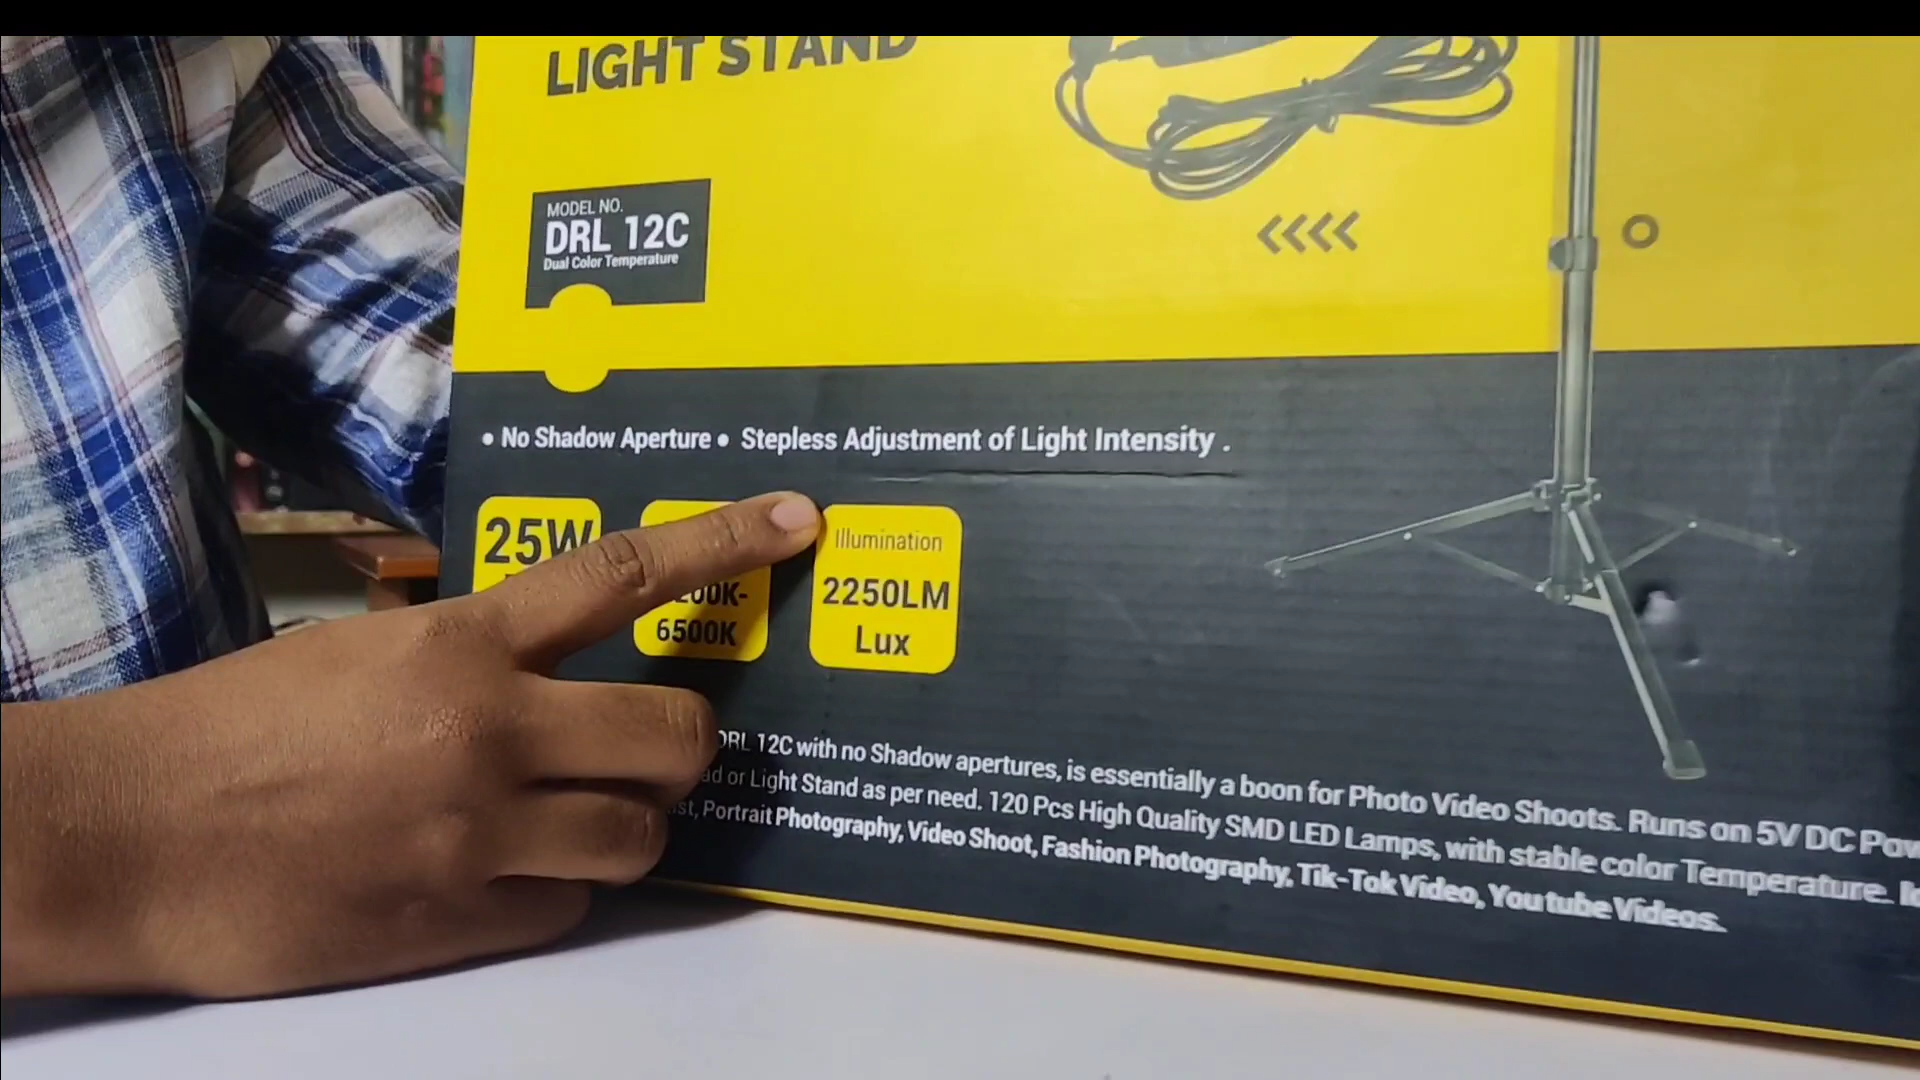 LIGHT STAND
MODEL NO.
DRL 12C
Dual Color Temperature
• No Shadow Aperture • Stepless Adjustment of Light Intensity .
25W
6500K
Illumination
2250LM
Lux
DRL 12C with no Shadow apertures, is essentially a boon for Photo Video Shoots. Runs on 5V DC
or Light Stand as per need. 120 Pcs High Quality SMD LED Lamps, with stable color Temperature.
Portrait Photography, Video Shoot, Fashion Photography, Tik-Tok Video, Youtube Videos.